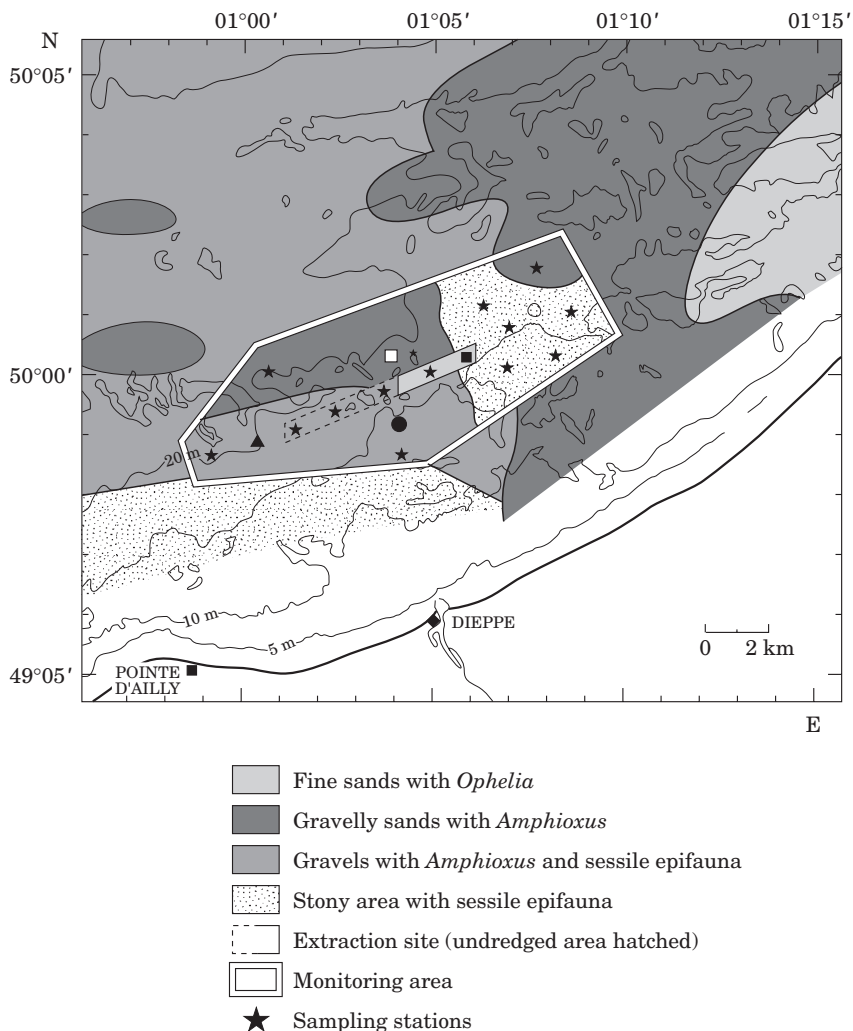 01°00′ 01°05′ 01°10′ 01°15′
N
50°05′
50°00′
20 m
10 m
5 m
DIEPPE
0 2 km
49°05′
POINTE
D'AILLY
E
Fine sands with Ophelia
Gravelly sands with Amphioxus
Gravels with Amphioxus and sessile epifauna
Stony area with sessile epifauna
Extraction site (undredged area hatched)
Monitoring area
Sampling stations